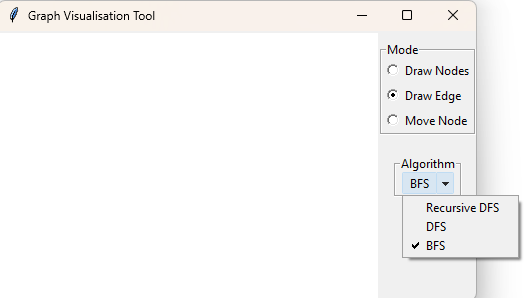 Graph Visualisation Tool
Mode
Draw Nodes
Draw Edge
Move Node
Algorithm
BFS
Recursive DFS
DFS
BFS